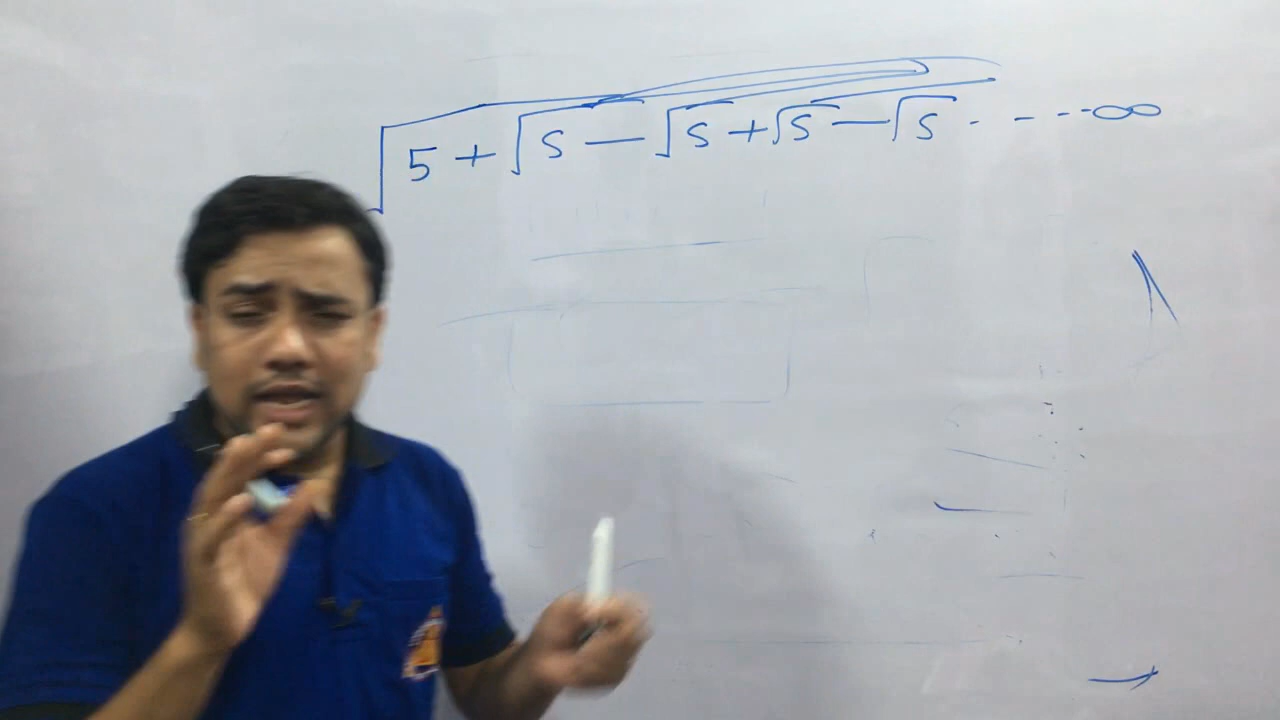 √5 + √5 − √5 + √5 − √5 - - - - ∞